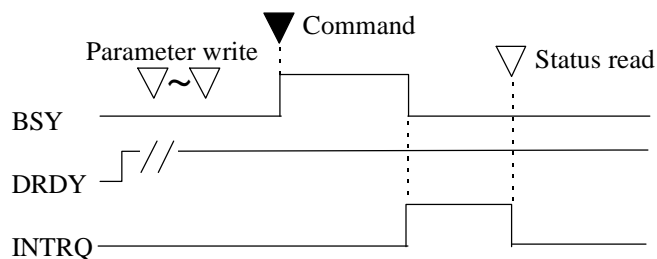 Command
Parameter write
Status read
~
BSY
DRDY
INTRQ